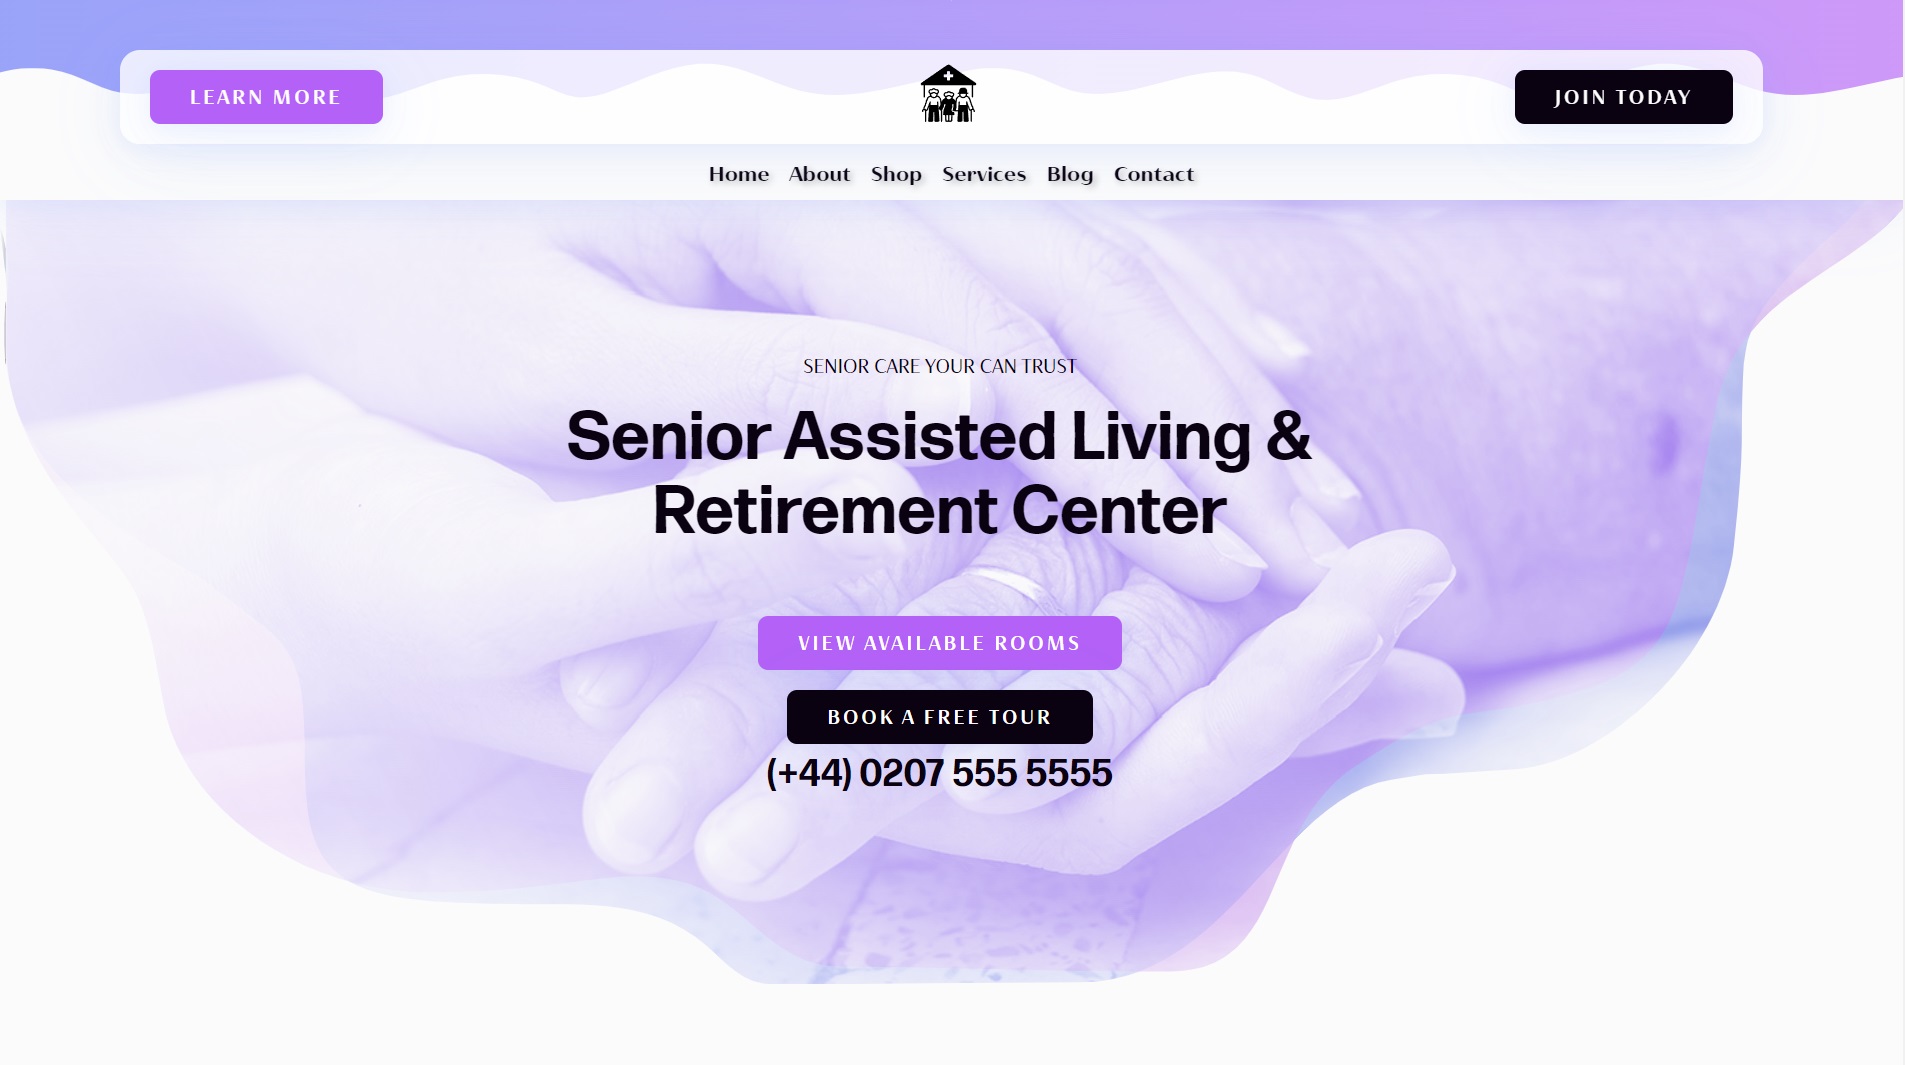 LEARN MORE
JOIN TODAY
Home About Shop Services Blog Contact
SENIOR CARE YOUR CAN TRUST
Senior Assisted Living &
Retirement Center
VIEW AVAILABLE ROOMS
BOOK A FREE TOUR
(+44) 0207 555 5555